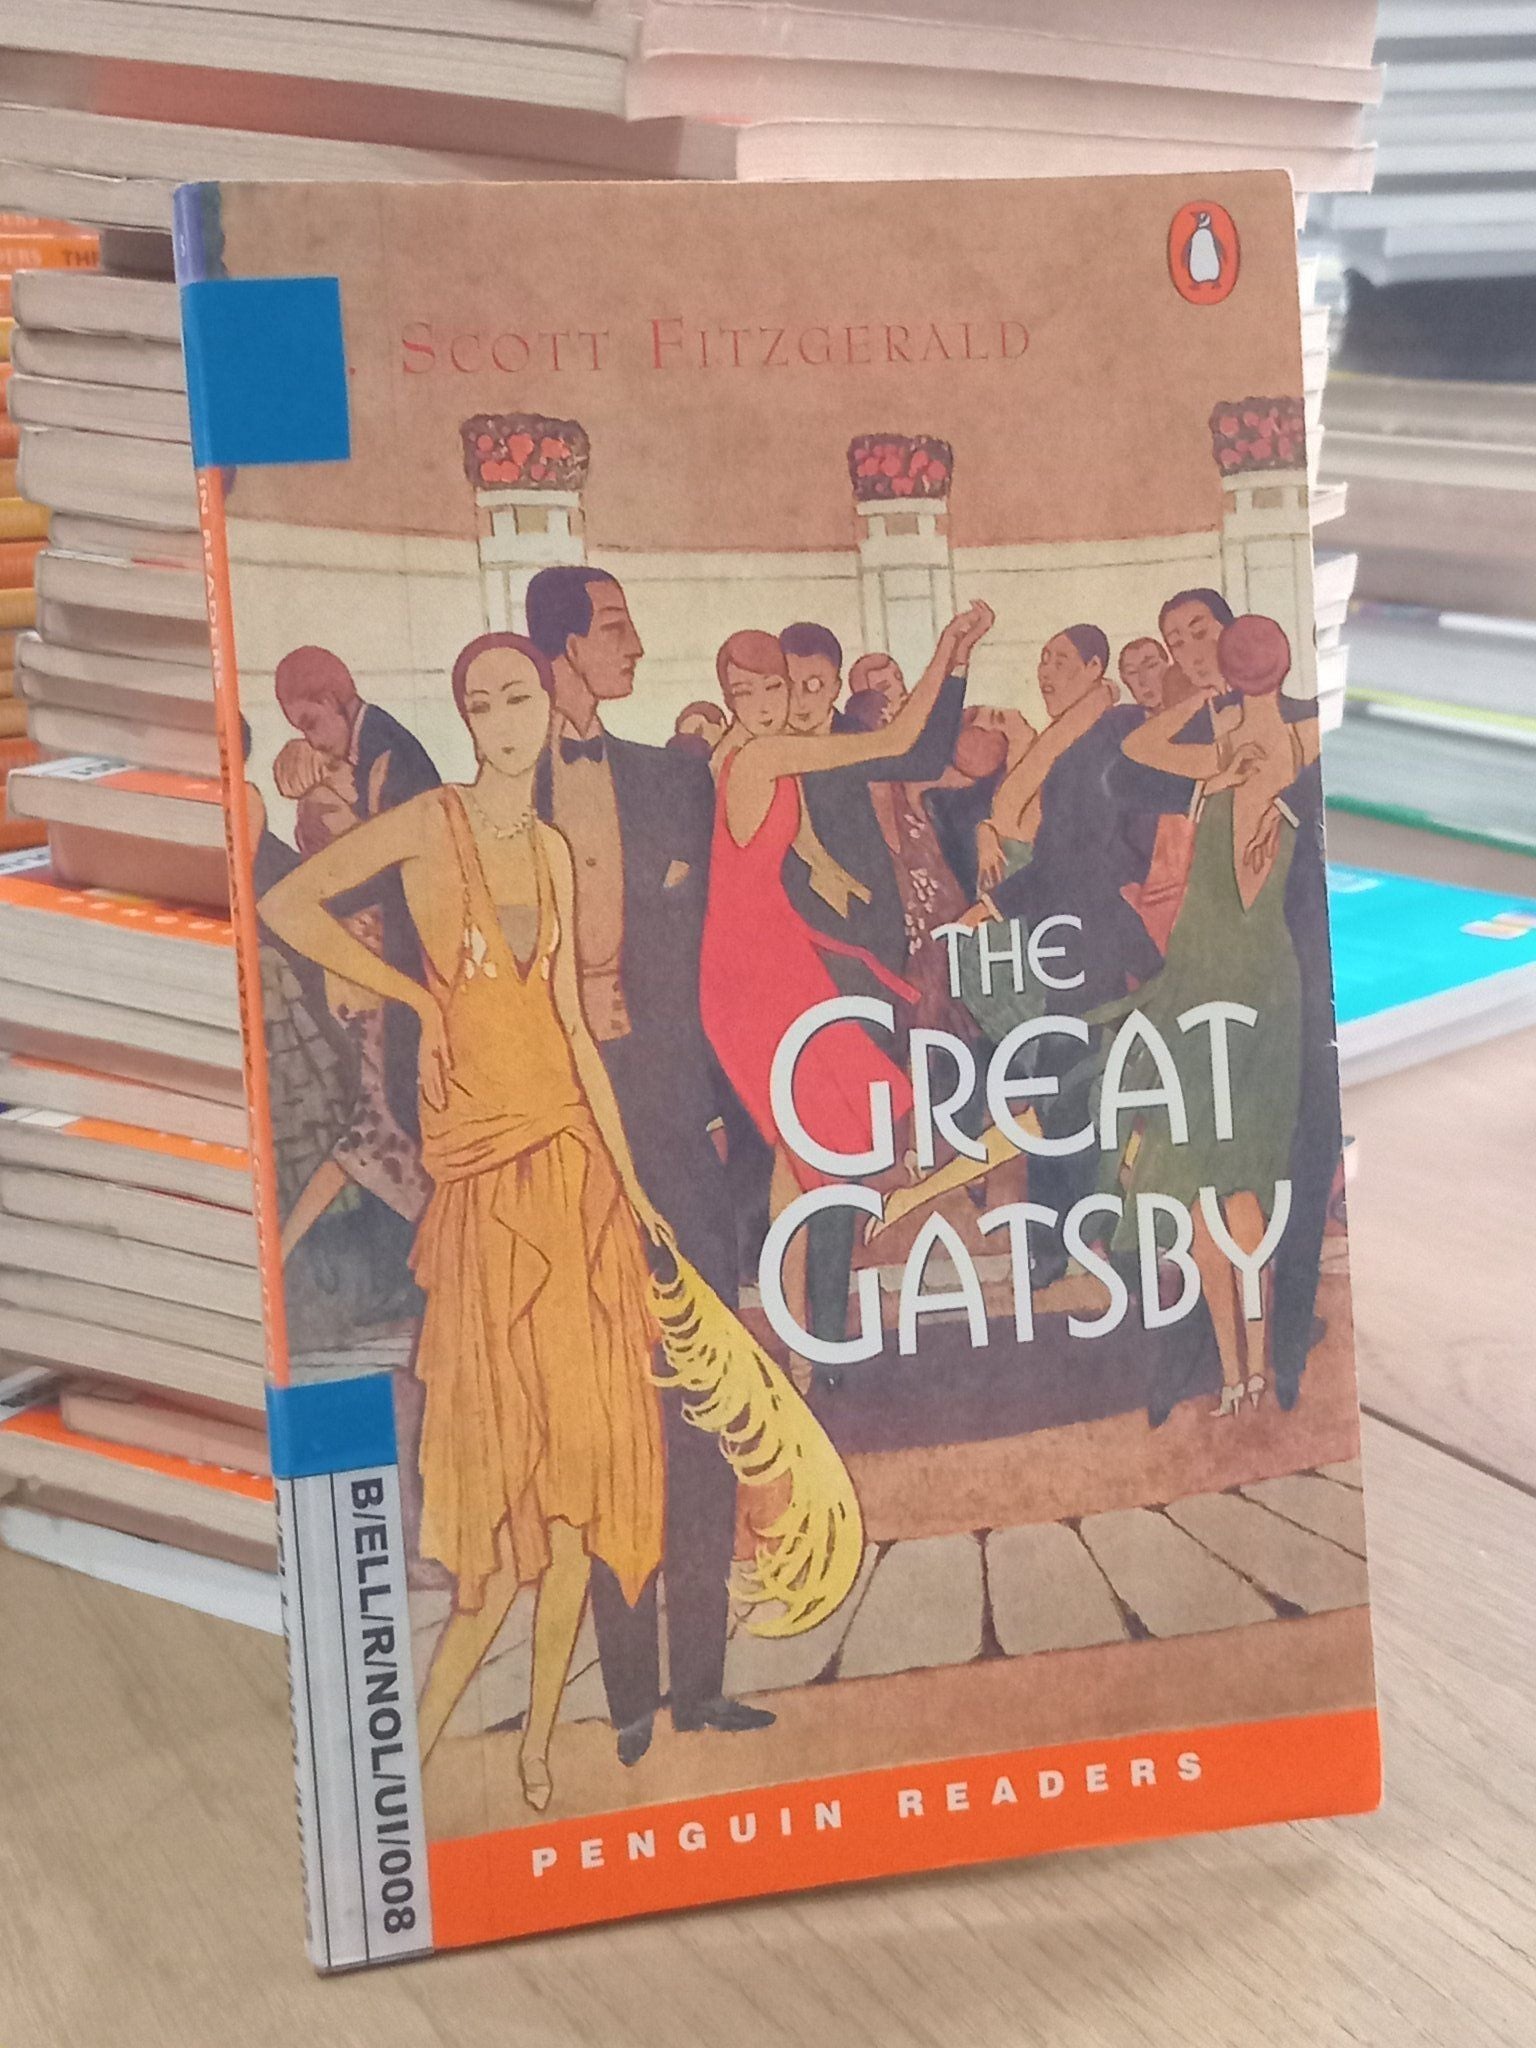 . SCOTT FITZGERALD
THE
GREAT
GATSBY
PENGUIN READERS
B/ELL/R/NOL/UI/008